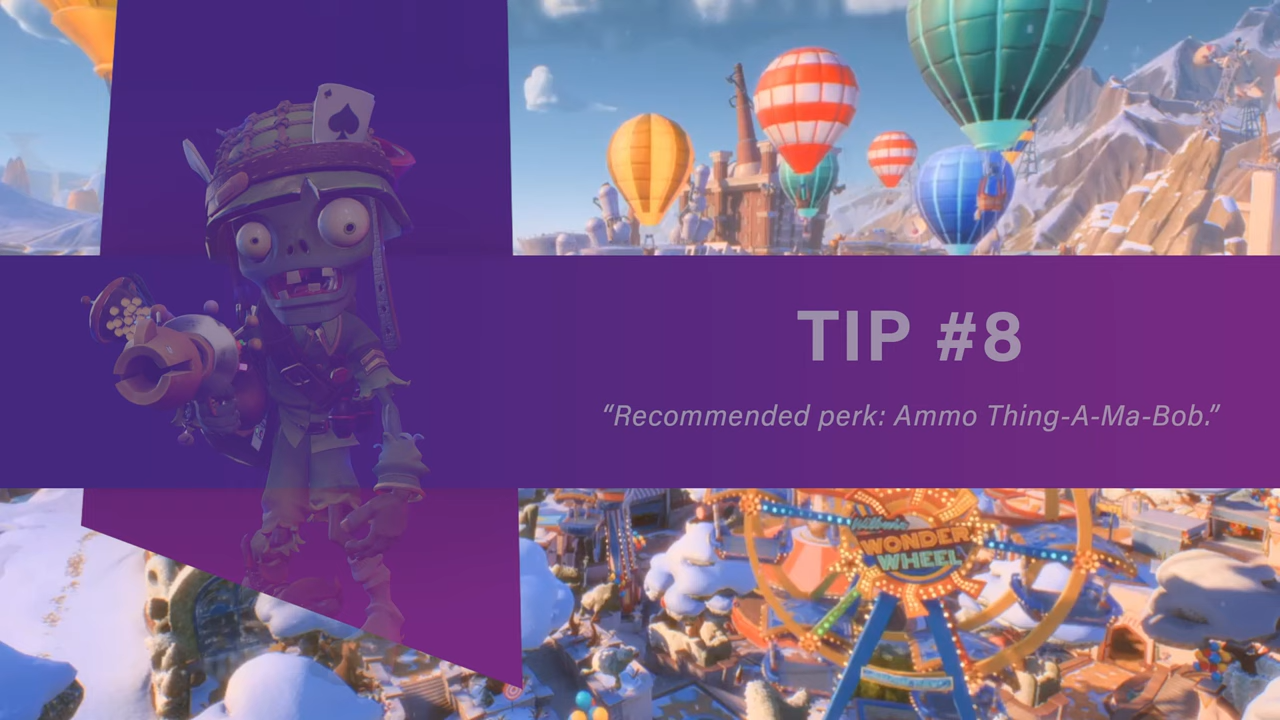 TIP #8
“Recommended perk: Ammo Thing-A-Ma-Bob.”
WONDER
WHEEL